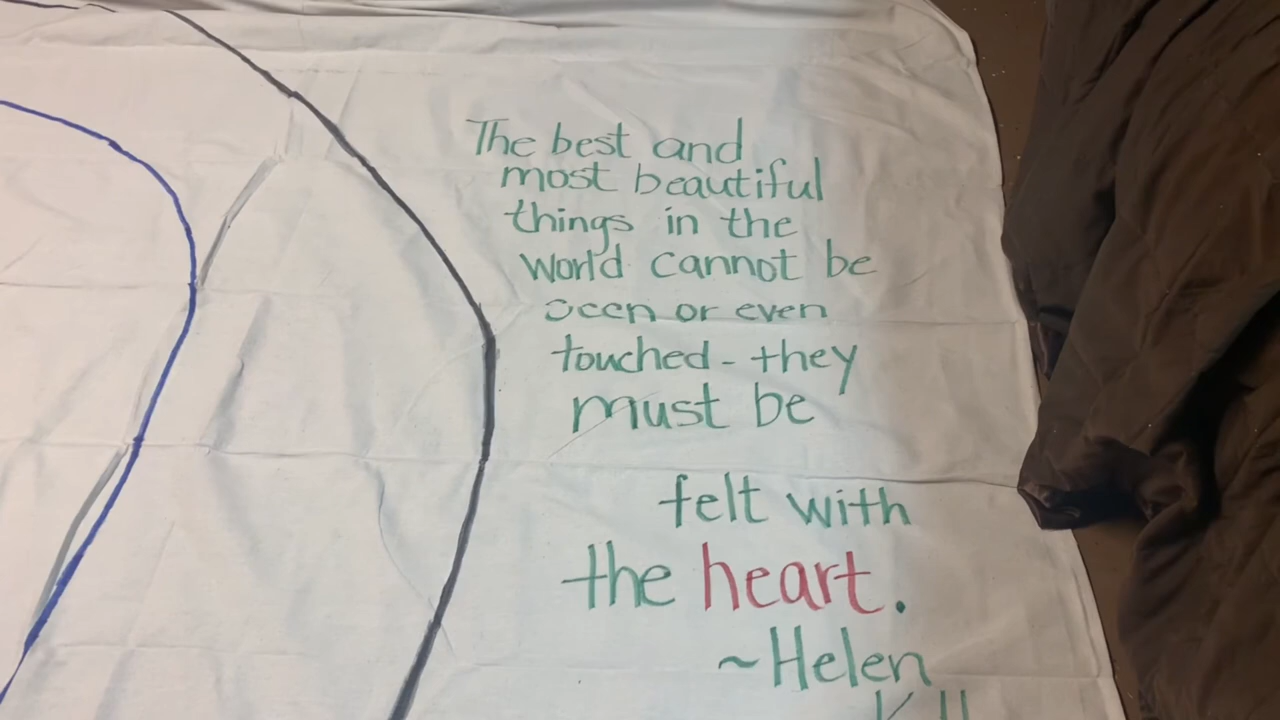 The best and
most beautiful
things in the
World cannot be
seen or even
touched - they
must be
felt with
the heart.
~Helen